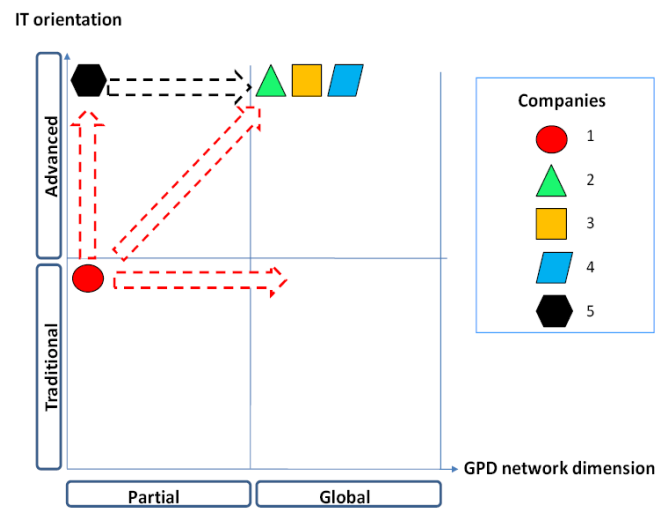 IT orientation
Advanced
Traditional
Partial
Global
GPD network dimension
Companies
1
2
3
4
5